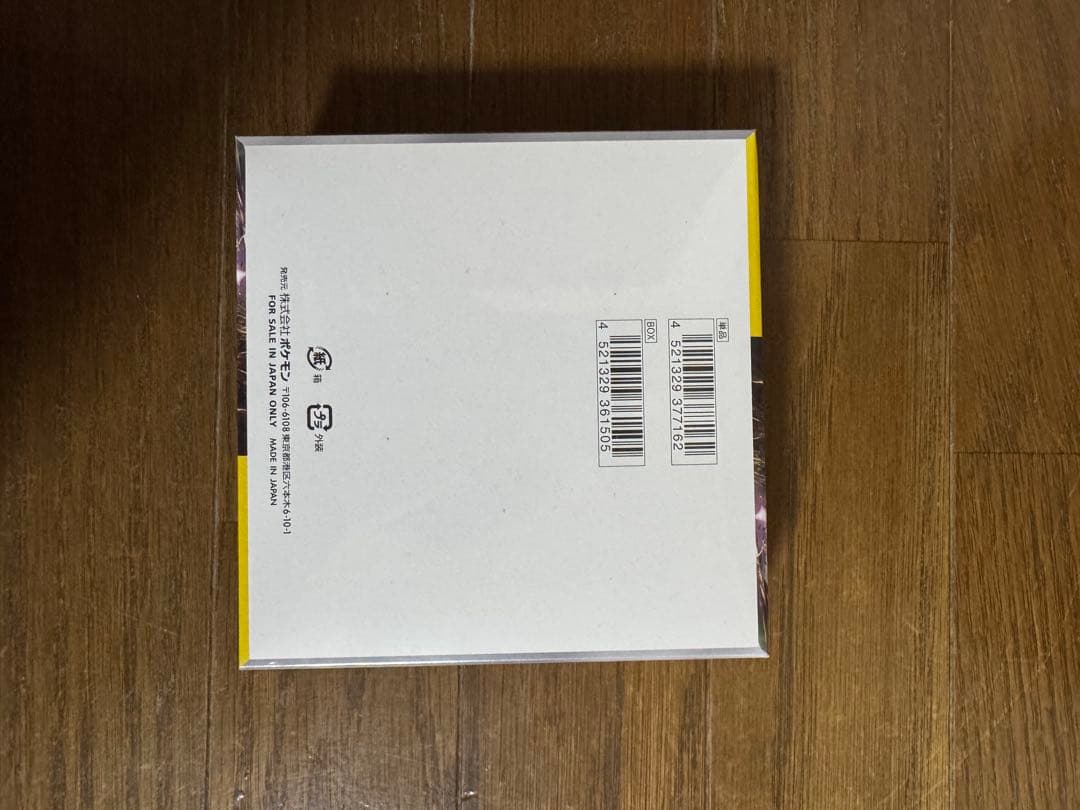 単品
4 521329 377162
BOX
4 521329 361505
紙 箱
プラ 外装
発売元 株式会社 ポケモン 〒106-6108 東京都港区六本木6-10-1
FOR SALE IN JAPAN ONLY MADE IN JAPAN